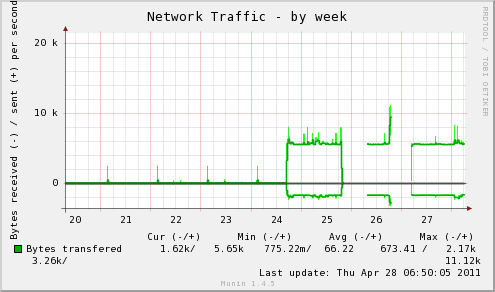 Network Traffic - by week
RRDTOOL / TOBI OETIKER
Bytes received (-) / sent (+) per second
20 k
10 k
0
20 21 22 23 24 25 26 27
Cur (-/+) Min (-/+) Avg (-/+) Max (-/+)
Bytes transfered 1.62k/ 5.65k 775.22m/ 66.22 673.41 / 2.17k
3.26k/ 11.12k
Last update: Thu Apr 28 06:50:05 2011
Munin 1.4.5